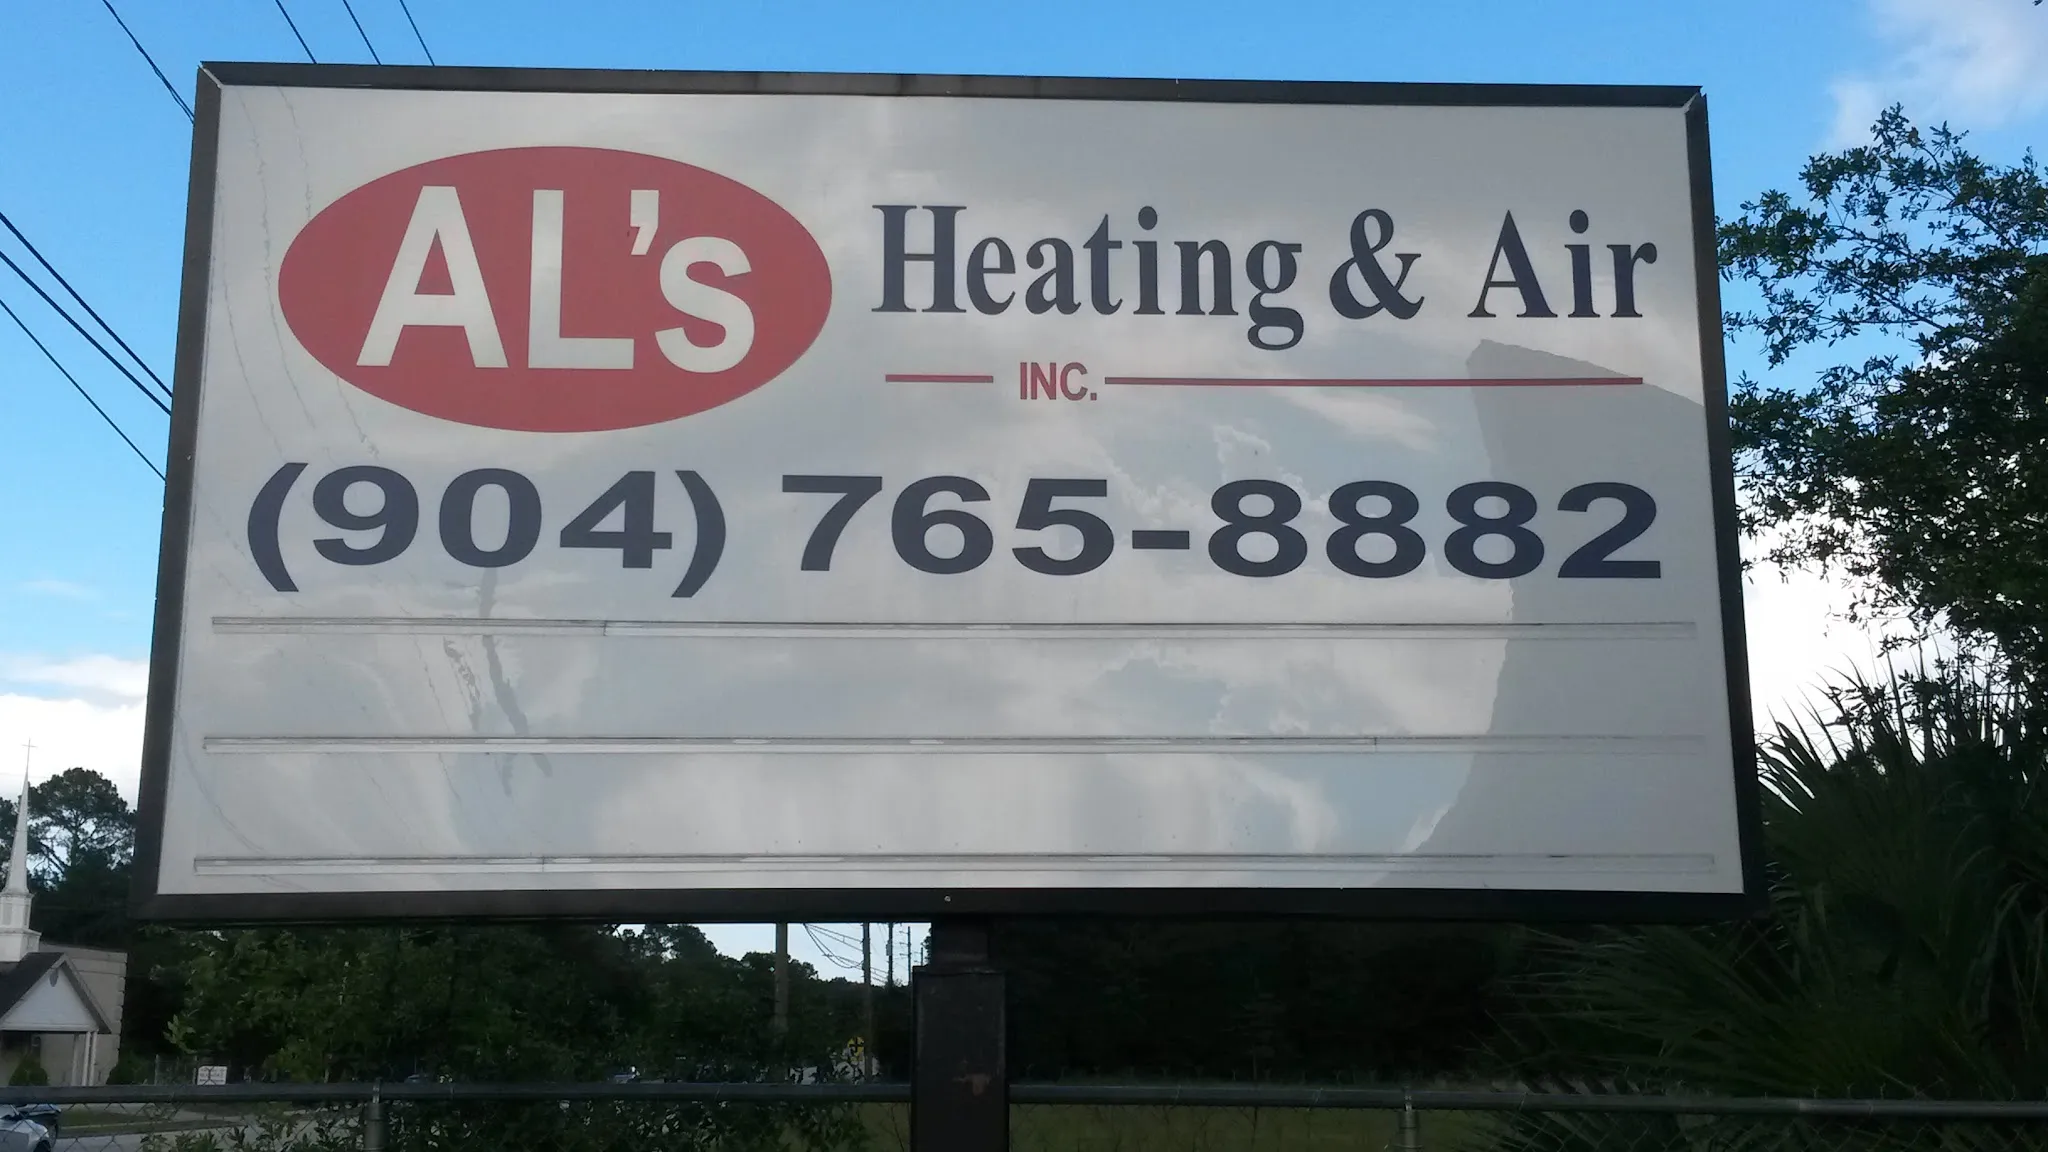 AL's Heating & Air
INC.
(904) 765-8882